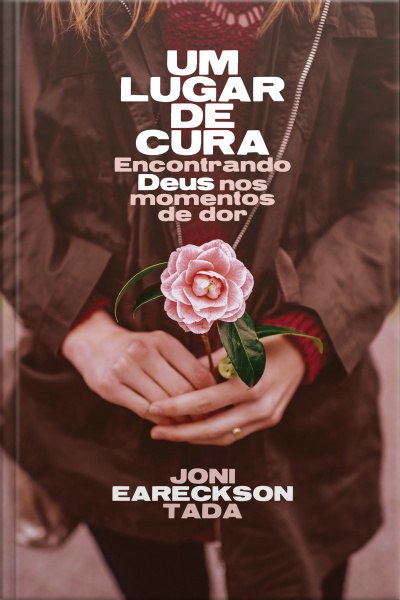 UM
LUGAR
DE
CURA
Encontrando
Deus nos
momentos
de dor
JONI
EARECKSON
TADA